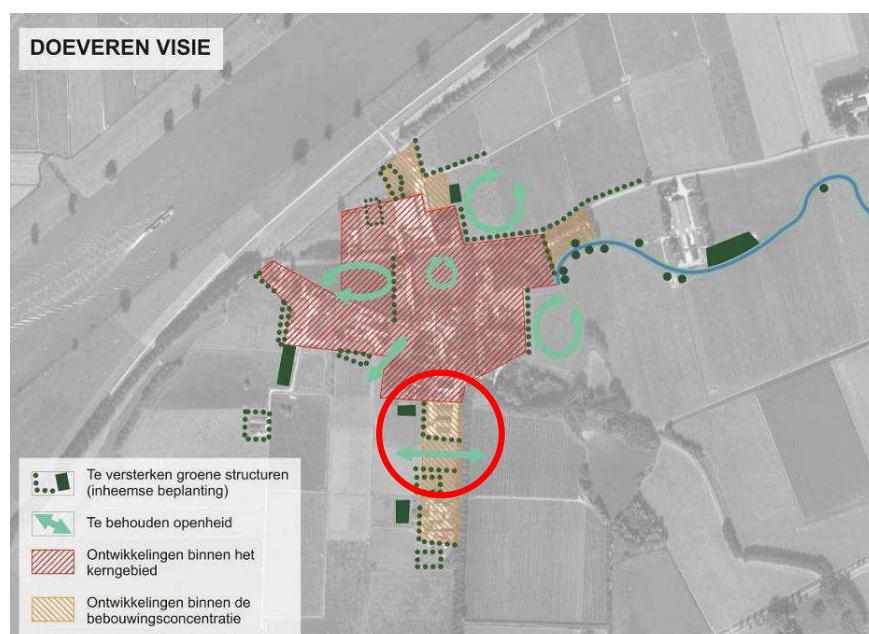 DOEVEREN VISIE
Te versterken groene structuren
(inheemse beplanting)
Te behouden openheid
Ontwikkelingen binnen het
kerngebied
Ontwikkelingen binnen de
bebouwingsconcentratie